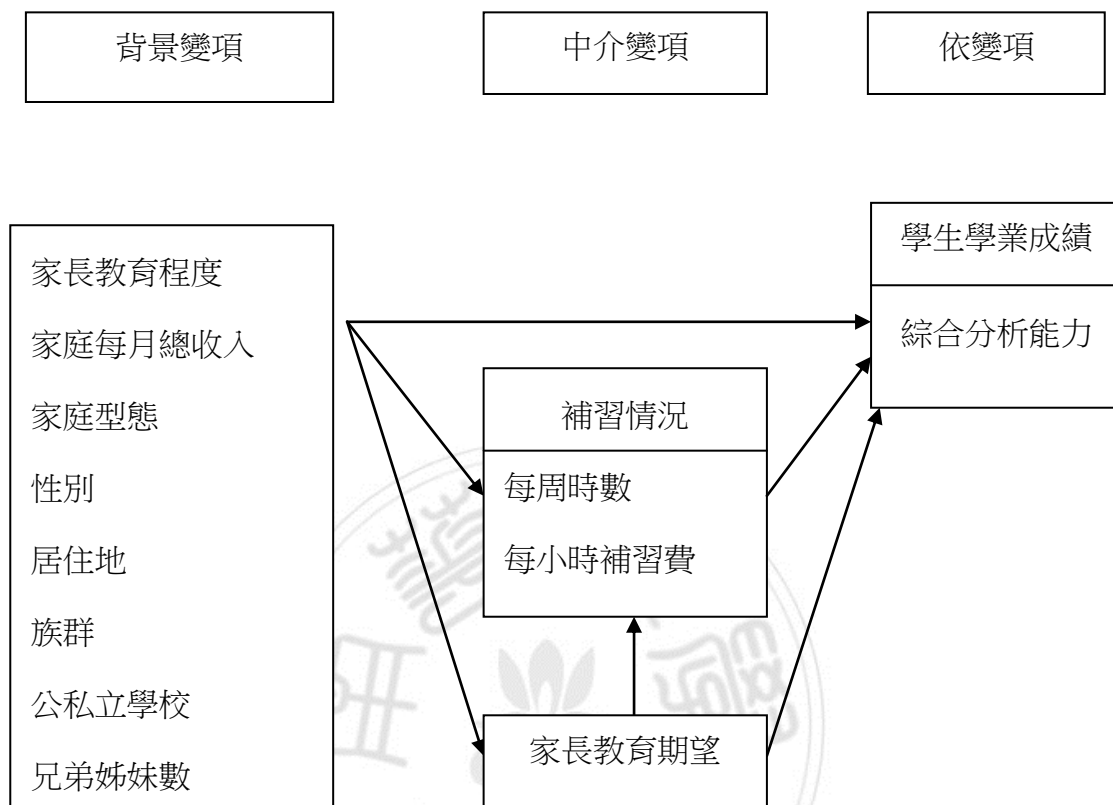 背景變項
中介變項
依變項
家長教育程度
家庭每月總收入
家庭型態
性別
居住地
族群
公私立學校
兄弟姊妹數
補習情況
每周時數
每小時補習費
家長教育期望
學生學業成績
綜合分析能力